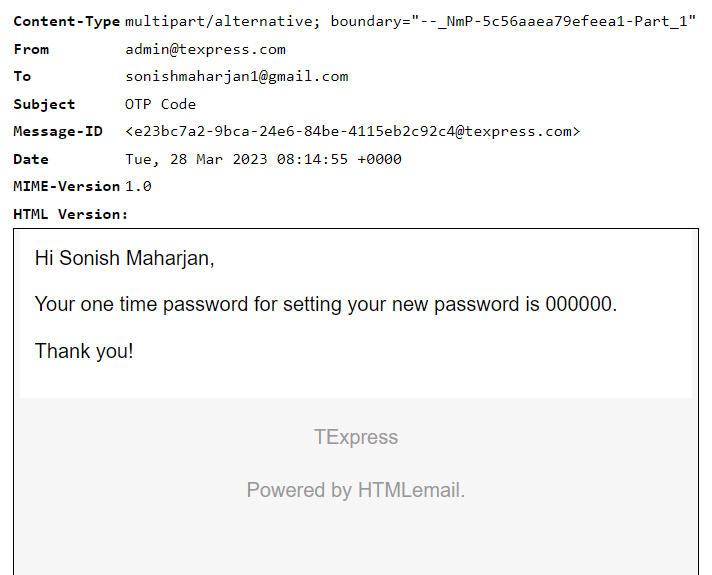 Content-Type multipart/alternative; boundary="--_NmP-5c56aaea79efeea1-Part_1"
From admin@texpress.com
To sonishmaharjan1@gmail.com
Subject OTP Code
Message-ID <e23bc7a2-9bca-24e6-84be-4115eb2c92c4@texpress.com>
Date Tue, 28 Mar 2023 08:14:55 +0000
MIME-Version 1.0
HTML Version:
Hi Sonish Maharjan,
Your one time password for setting your new password is 000000.
Thank you!
TExpress
Powered by HTMLemail.